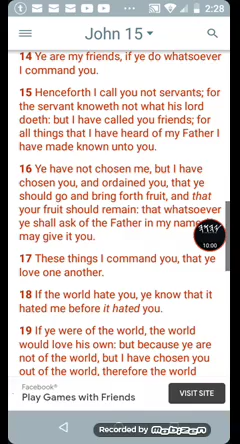 2:28
John 15
14 Ye are my friends, if ye do whatsoever
I command you.
15 Henceforth I call you not servants; for
the servant knoweth not what his lord
doeth: but I have called you friends; for
all things that I have heard of my Father I
have made known unto you.
16 Ye have not chosen me, but I have
chosen you, and ordained you, that ye
should go and bring forth fruit, and that
your fruit should remain: that whatsoever
ye shall ask of the Father in my name
may give it you.
10:00
17 These things I command you, that ye
love one another.
18 If the world hate you, ye know that it
hated me before it hated you.
19 If ye were of the world, the world
would love his own: but because ye are
not of the world, but I have chosen you
out of the world, therefore the world
Facebook®
Play Games with Friends
VISIT SITE
Recorded by Mobizen